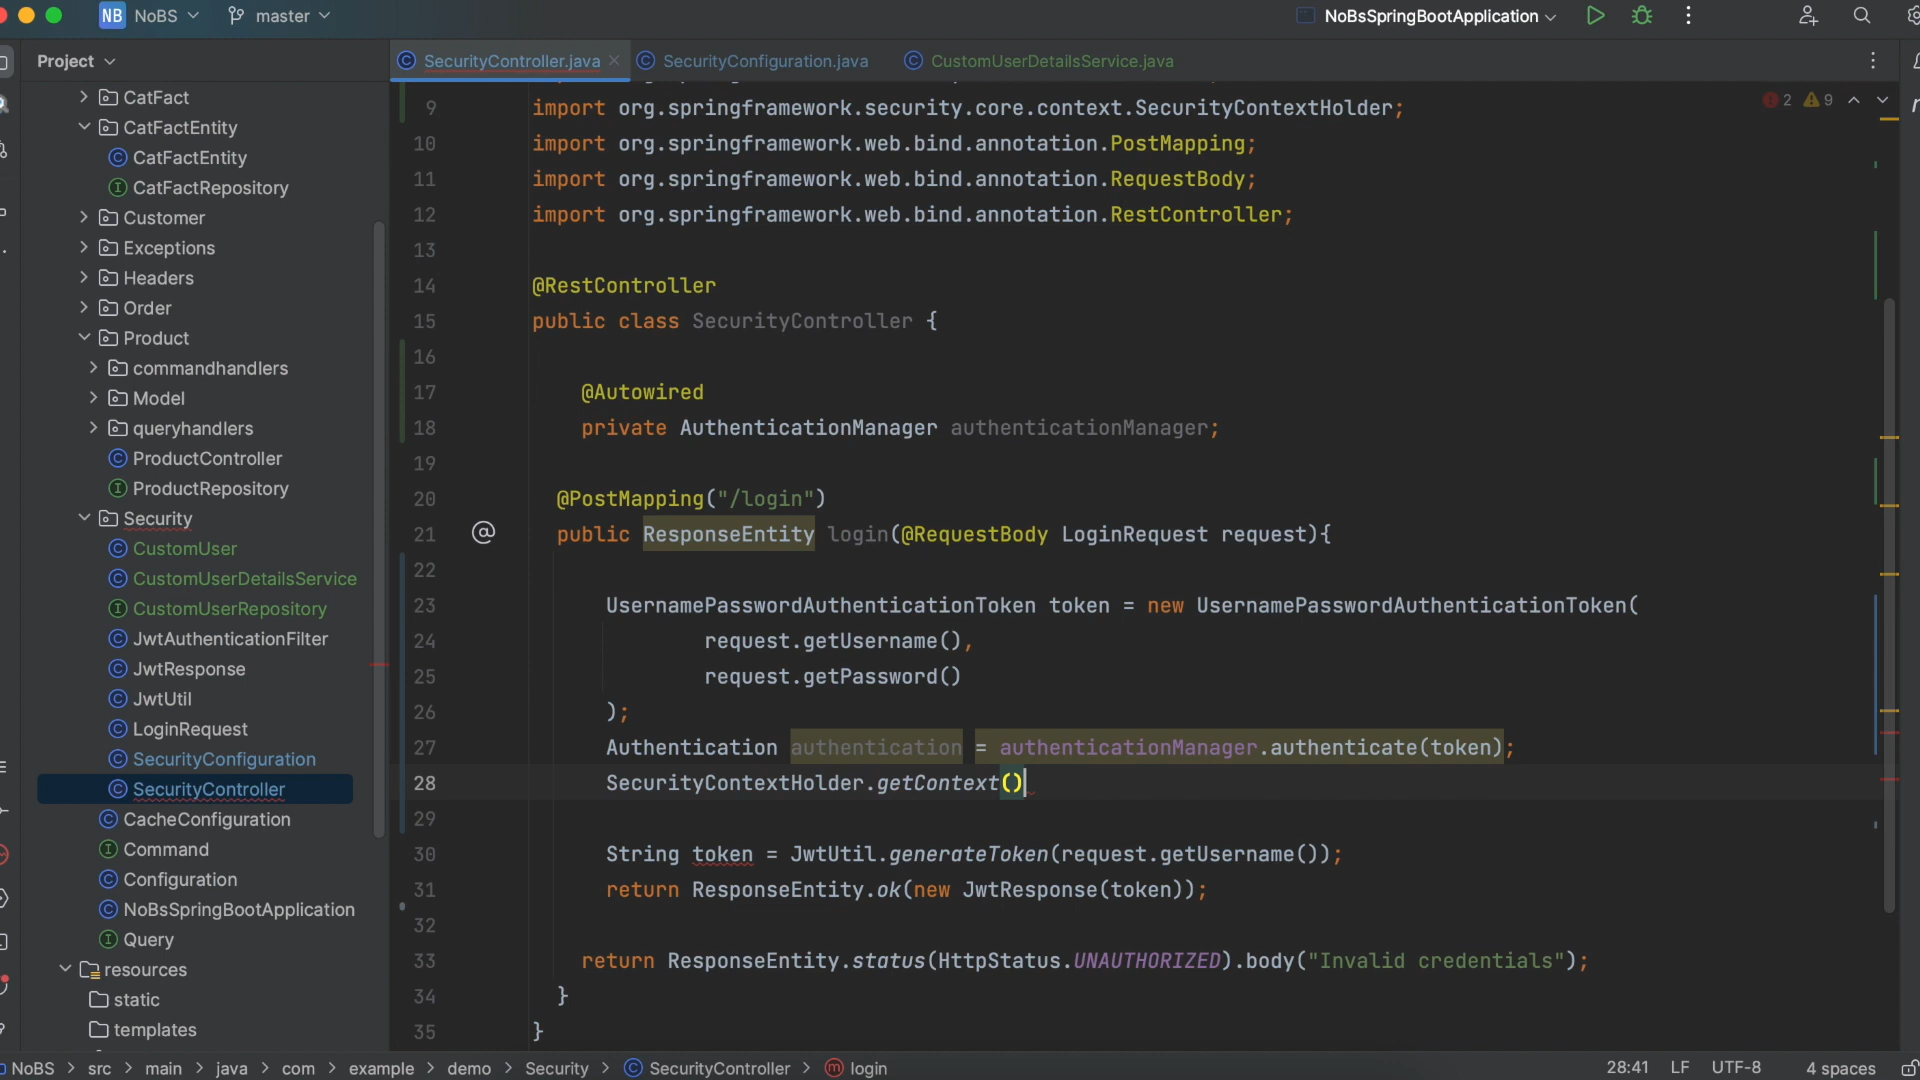 NB NoBS master NoBsSpringBootApplication
Project
SecurityController.java SecurityConfiguration.java CustomUserDetailsService.java
2 9
CatFact
CatFactEntity
CatFactEntity
CatFactRepository
Customer
Exceptions
Headers
Order
Product
commandhandlers
Model
queryhandlers
ProductController
ProductRepository
Security
CustomUser
CustomUserDetailsService
CustomUserRepository
JwtAuthenticationFilter
JwtResponse
JwtUtil
LoginRequest
SecurityConfiguration
SecurityController
CacheConfiguration
Command
Configuration
NoBsSpringBootApplication
Query
resources
static
templates
9 import org.springframework.security.core.context.SecurityContextHolder;
10 import org.springframework.web.bind.annotation.PostMapping;
11 import org.springframework.web.bind.annotation.RequestBody;
12 import org.springframework.web.bind.annotation.RestController;
13
14 @RestController
15 public class SecurityController {
16
17 @Autowired
18 private AuthenticationManager authenticationManager;
19
20 @PostMapping("/login")
21 public ResponseEntity login(@RequestBody LoginRequest request){
22
23 UsernamePasswordAuthenticationToken token = new UsernamePasswordAuthenticationToken(
24 request.getUsername(),
25 request.getPassword()
26 );
27 Authentication authentication = authenticationManager.authenticate(token);
28 SecurityContextHolder.getContext()
29
30 String token = JwtUtil.generateToken(request.getUsername());
31 return ResponseEntity.ok(new JwtResponse(token));
32
33 return ResponseEntity.status(HttpStatus.UNAUTHORIZED).body("Invalid credentials");
34 }
35 }
NoBS > src > main > java > com > example > demo > Security > SecurityController > login 28:41 LF UTF-8 4 spaces